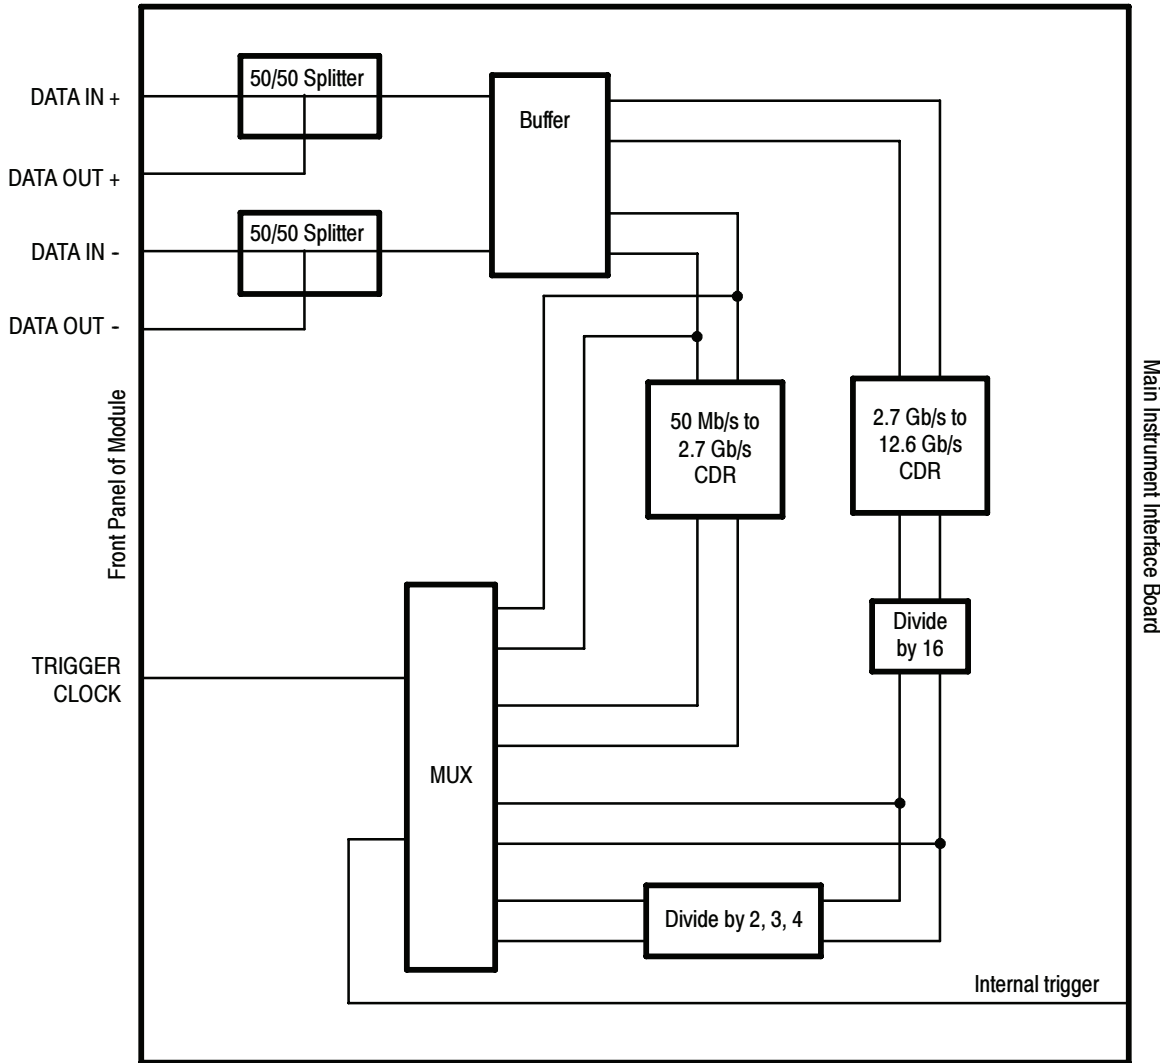 50/50 Splitter
DATA IN +
Buffer
DATA OUT +
50/50 Splitter
DATA IN -
DATA OUT -
Front Panel of Module
Main Instrument Interface Board
50 Mb/s to
2.7 Gb/s
CDR
2.7 Gb/s to
12.6 Gb/s
CDR
Divide
by 16
TRIGGER
CLOCK
MUX
Divide by 2, 3, 4
Internal trigger